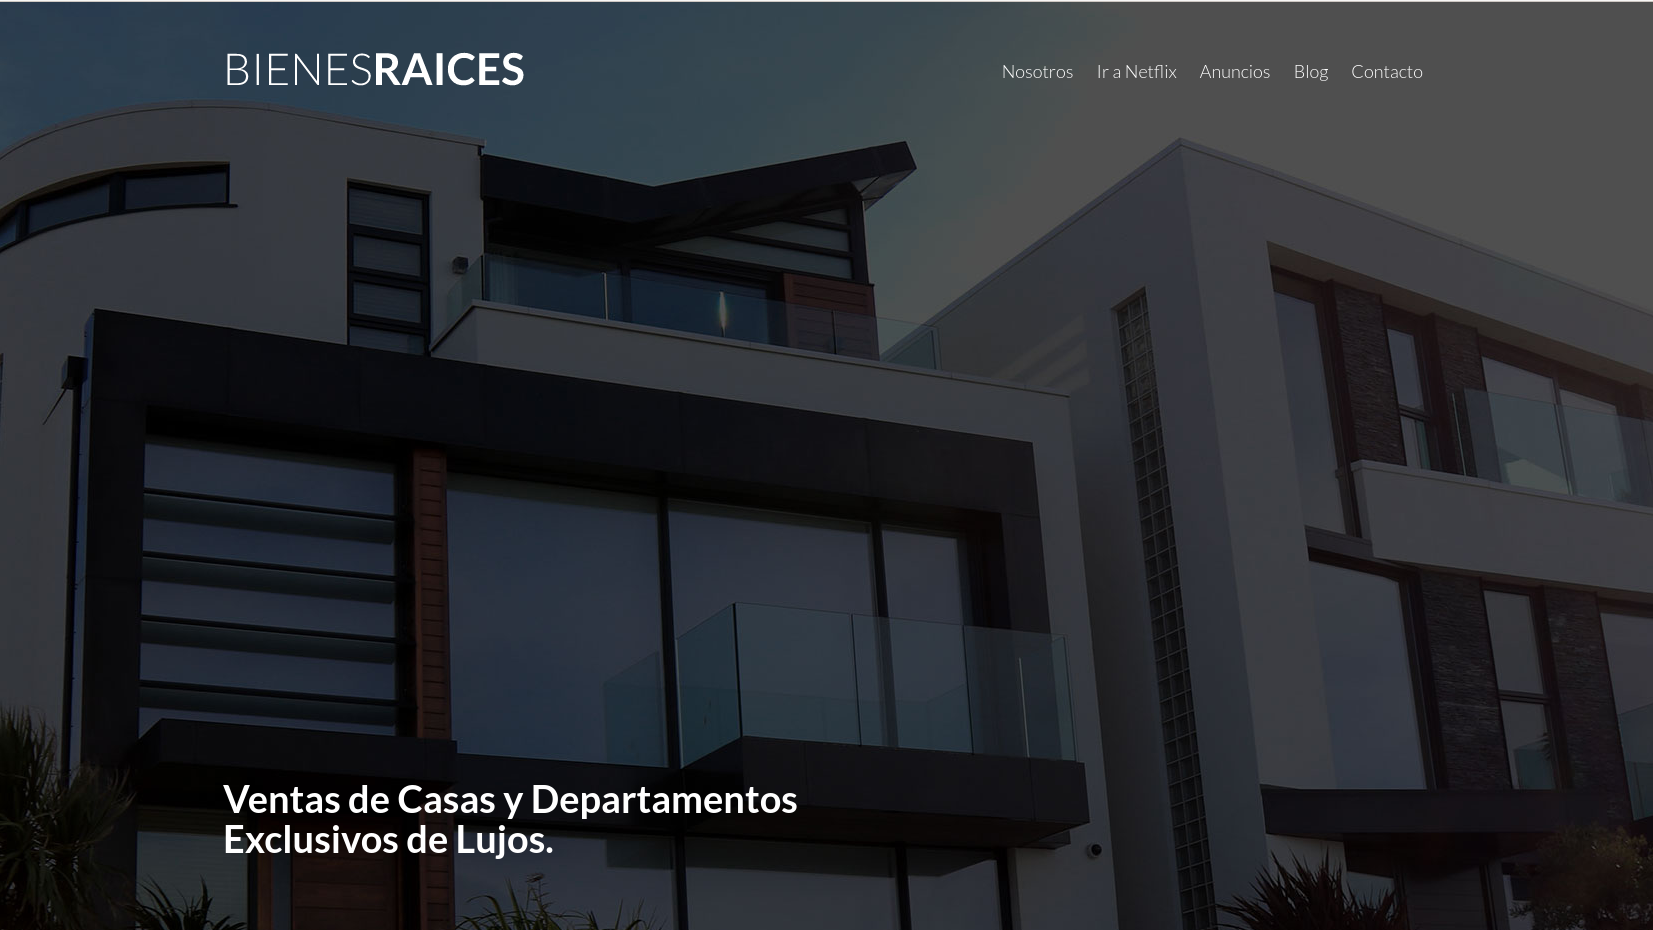 BIENESRAICES
Nosotros Ir a Netflix Anuncios Blog Contacto
Ventas de Casas y Departamentos
Exclusivos de Lujos.